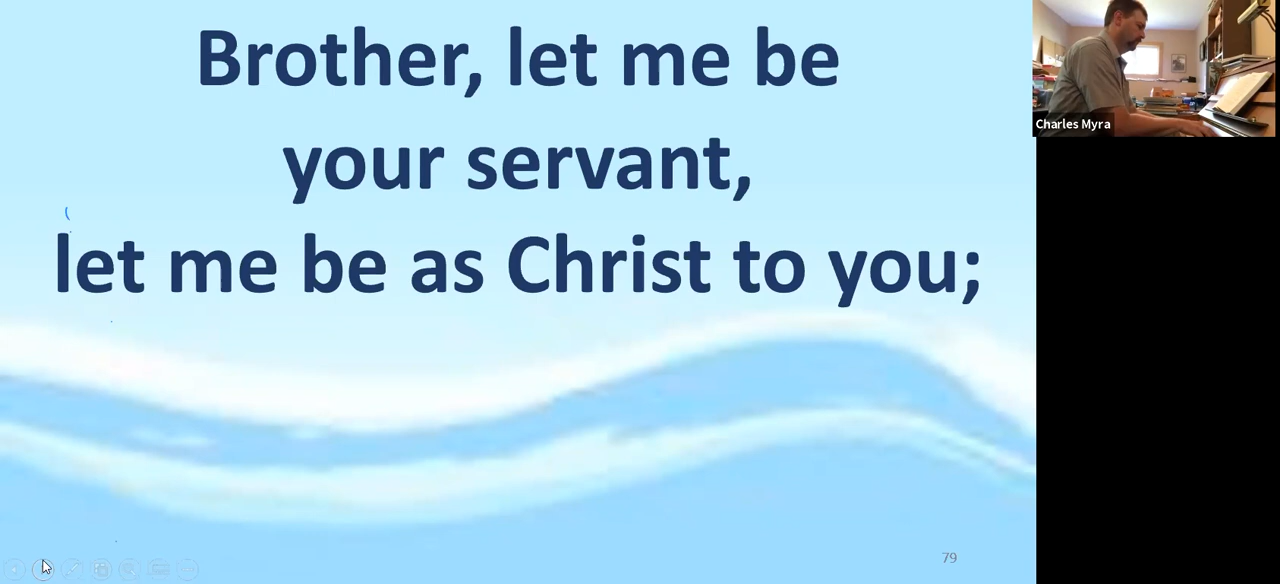 Brother, let me be
your servant,
let me be as Christ to you;
79
Charles Myra